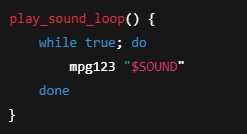 play_sound_loop() {
    while true; do
        mpg123 "$SOUND"
    done
}